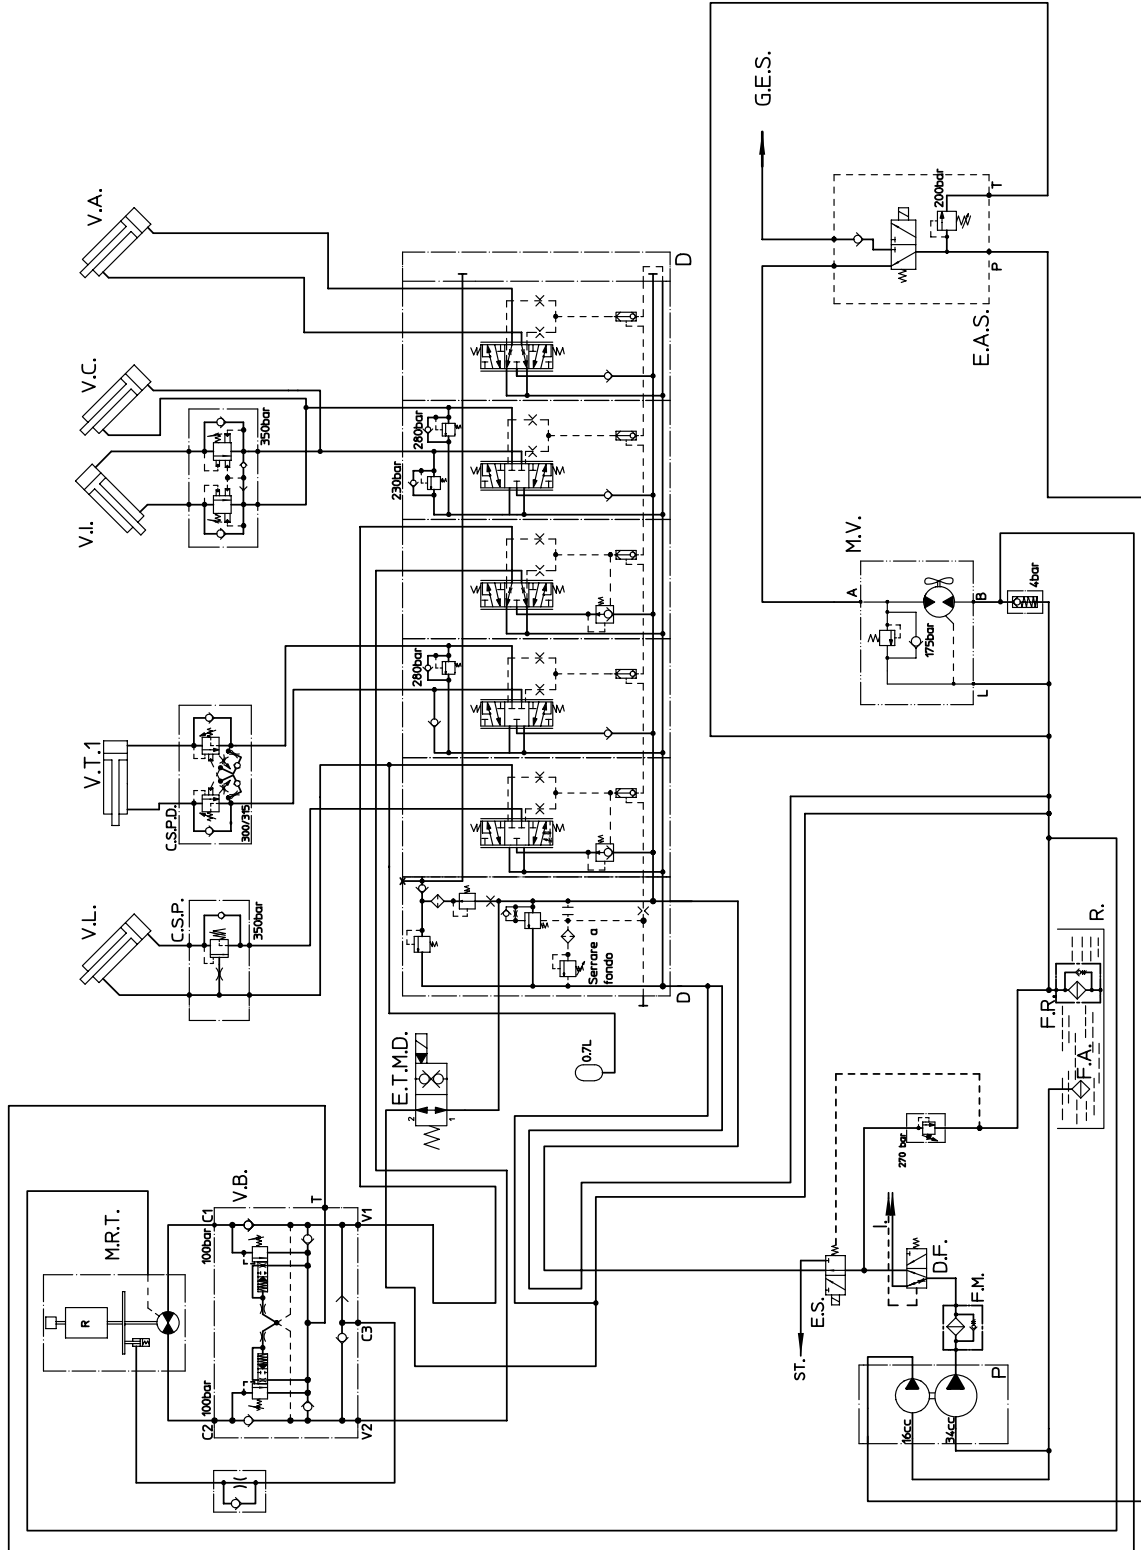 G.E.S.
V.A.
200bar
T
P
D
E.A.S.
V.C.
350bar
280bar
230bar
V.I.
M.V.
A
B
4bar
175bar
L
V.T.1
280bar
C.S.P.D.
300/315
V.L.
C.S.P.
350bar
Serrare a
fondo
D
R.
F.R.
F.A.
E.T.M.D.
2
1
0.7L
270 bar
M.R.T.
R
V.B.
T
C1
V1
100bar
C3
100bar
C2
V2
I.
D.F.
E.S.
ST.
F.M.
P
16cc
34cc